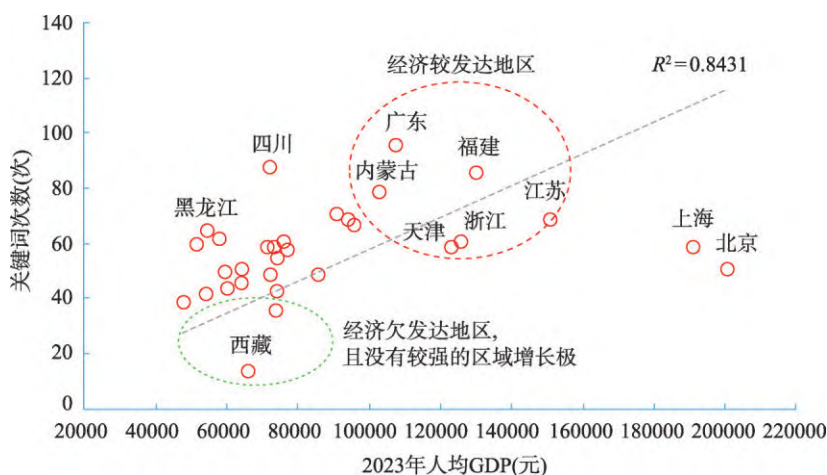 140
120
100
80
60
40
20
0
关键词次数(次)
经济较发达地区
R²=0.8431
广东
四川
福建
内蒙古
黑龙江
江苏
天津
浙江
上海
北京
西藏
经济欠发达地区,
且没有较强的区域增长极
20000 40000 60000 80000 100000 120000 140000 160000 180000 200000 220000
2023年人均GDP(元)